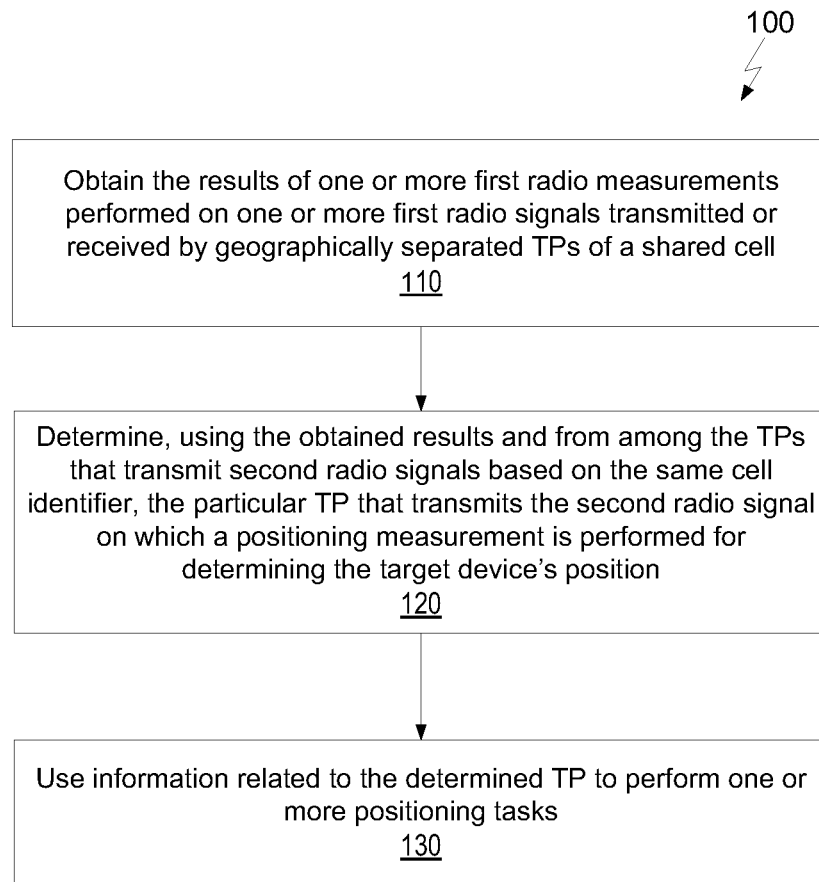 100
Obtain the results of one or more first radio measurements
performed on one or more first radio signals transmitted or
received by geographically separated TPs of a shared cell
110
Determine, using the obtained results and from among the TPs
that transmit second radio signals based on the same cell
identifier, the particular TP that transmits the second radio signal
on which a positioning measurement is performed for
determining the target device's position
120
Use information related to the determined TP to perform one or
more positioning tasks
130